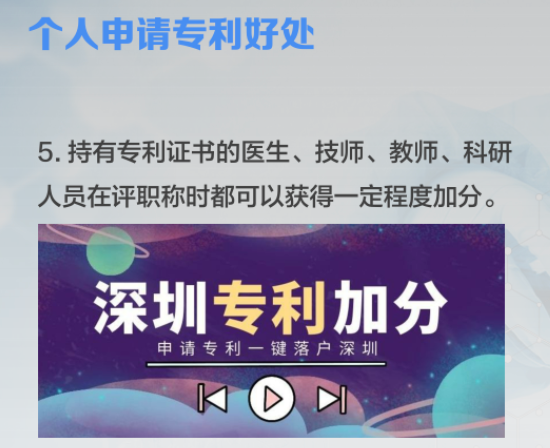 个人申请专利好处
5. 持有专利证书的医生、技师、教师、科研
人员在评职称时都可以获得一定程度加分。
深圳专利加分
申请专利一键落户深圳